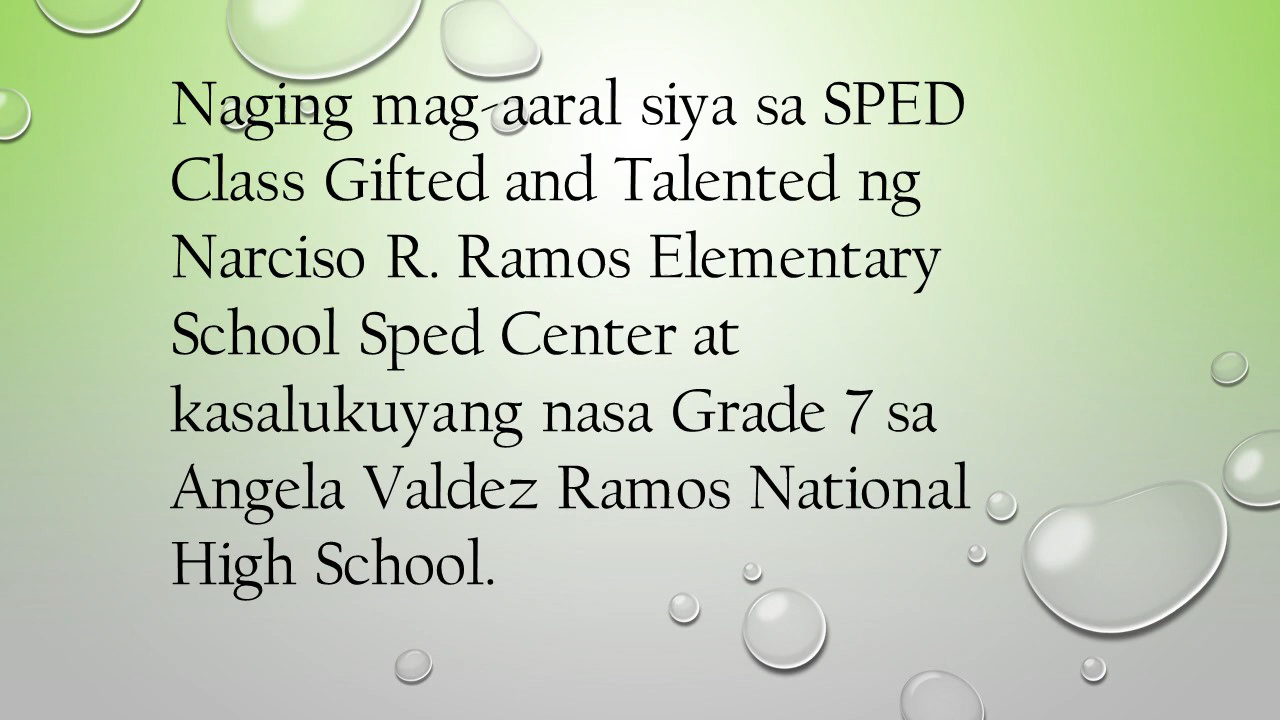 Naging mag-aaral siya sa SPED
Class Gifted and Talented ng
Narciso R. Ramos Elementary
School Sped Center at
kasalukuyang nasa Grade 7 sa
Angela Valdez Ramos National
High School.